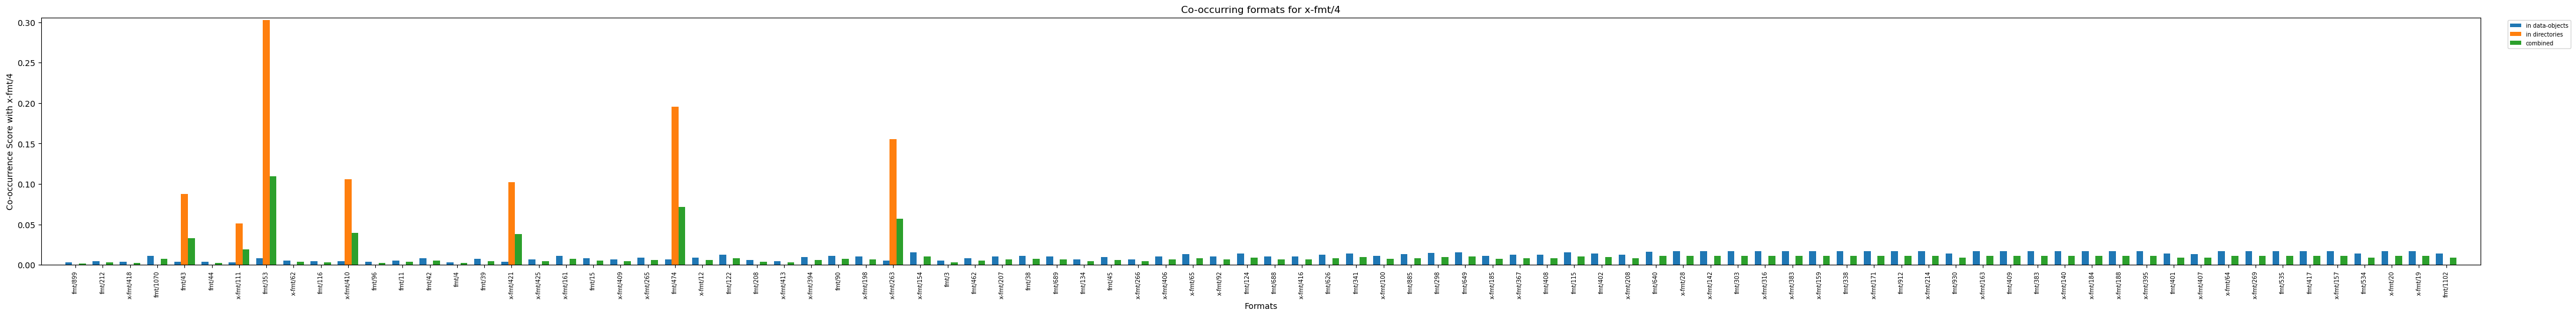 Co-occurring formats for x-fmt/4
in data-objects
in directories
combined
Co-occurrence Score with x-fmt/4
0.30
0.25
0.20
0.15
0.10
0.05
0.00
fmt/899
fmt/212
x-fmt/418
fmt/1070
fmt/43
fmt/44
x-fmt/111
fmt/353
x-fmt/62
fmt/116
x-fmt/410
fmt/96
fmt/11
fmt/42
fmt/4
fmt/39
x-fmt/421
x-fmt/425
x-fmt/161
fmt/15
x-fmt/409
x-fmt/265
fmt/474
x-fmt/12
x-fmt/122
fmt/208
x-fmt/413
x-fmt/394
fmt/90
x-fmt/198
x-fmt/263
x-fmt/154
fmt/3
fmt/462
x-fmt/207
fmt/38
fmt/689
fmt/134
fmt/45
x-fmt/266
x-fmt/406
x-fmt/65
x-fmt/92
fmt/124
fmt/688
x-fmt/416
fmt/626
fmt/341
x-fmt/100
fmt/885
fmt/298
fmt/649
x-fmt/185
x-fmt/367
fmt/408
fmt/115
fmt/402
x-fmt/208
fmt/640
x-fmt/28
x-fmt/142
fmt/303
x-fmt/316
x-fmt/383
x-fmt/159
fmt/338
x-fmt/171
fmt/912
x-fmt/214
fmt/930
x-fmt/163
fmt/409
fmt/383
x-fmt/140
x-fmt/184
x-fmt/188
x-fmt/395
fmt/401
x-fmt/407
x-fmt/64
x-fmt/269
fmt/535
fmt/417
x-fmt/157
fmt/534
x-fmt/20
x-fmt/19
fmt/1102
Formats